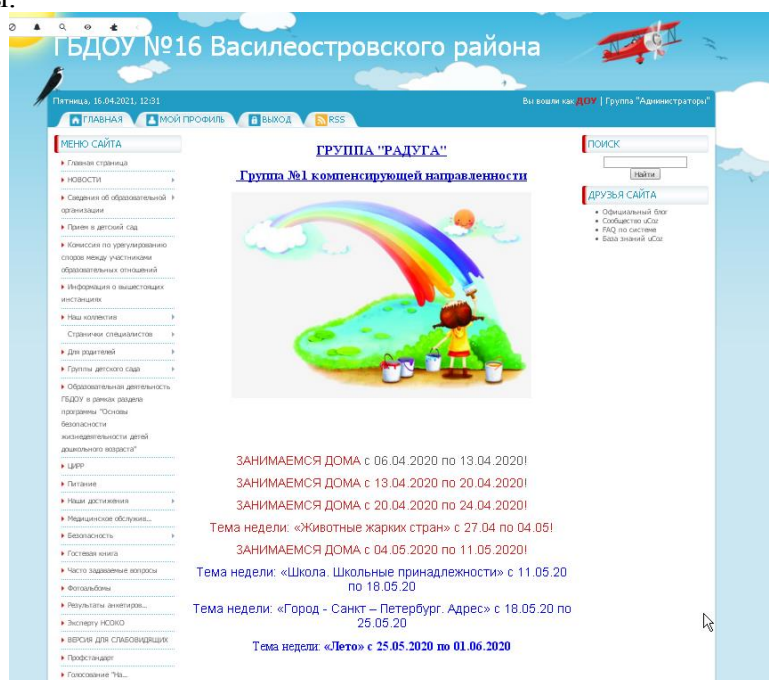 ы.
ГБДОУ №16 Василеостровского района
Пятница, 16.04.2021, 12:31
Вы вошли как ДОУ | Группа "Администраторы"
ГЛАВНАЯ
МОЙ ПРОФИЛЬ
ВЫХОД
RSS
МЕНЮ САЙТА
Главная страница
НОВОСТИ
Сведения об образовательной
организации
Прием в детский сад
Комиссия по урегулированию
споров между участниками
образовательных отношений
Информация о вышестоящих
инстанциях
Наш коллектив
Странички специалистов
Для родителей
Группы детского сада
Образовательная деятельность
ГБДОУ в рамках раздела
программы "Основы
безопасности
жизнедеятельности детей
дошкольного возраста"
ЦИРР
Питание
Наши достижения
Медицинское обслужив...
Безопасность
Гостевая книга
Часто задаваемые вопросы
Фотоальбомы
Результаты анкетиров...
Эксперту НСОКО
ВЕРСИЯ ДЛЯ СЛАБОВИДЯЩИХ
Профстандарт
Голосование "На...
ГРУППА "РАДУГА"
Группа №1 компенсирующей направленности
ЗАНИМАЕМСЯ ДОМА с 06.04.2020 по 13.04.2020!
ЗАНИМАЕМСЯ ДОМА с 13.04.2020 по 20.04.2020!
ЗАНИМАЕМСЯ ДОМА с 20.04.2020 по 24.04.2020!
Тема недели: «Животные жарких стран» с 27.04 по 04.05!
ЗАНИМАЕМСЯ ДОМА с 04.05.2020 по 11.05.2020!
Тема недели: «Школа. Школьные принадлежности» с 11.05.20
по 18.05.20
Тема недели: «Город - Санкт – Петербург. Адрес» с 18.05.20 по
25.05.20
Тема недели: «Лето» с 25.05.2020 по 01.06.2020
ПОИСК
Найти
ДРУЗЬЯ САЙТА
Официальный блог
Сообщество uCoz
FAQ по системе
База знаний uCoz